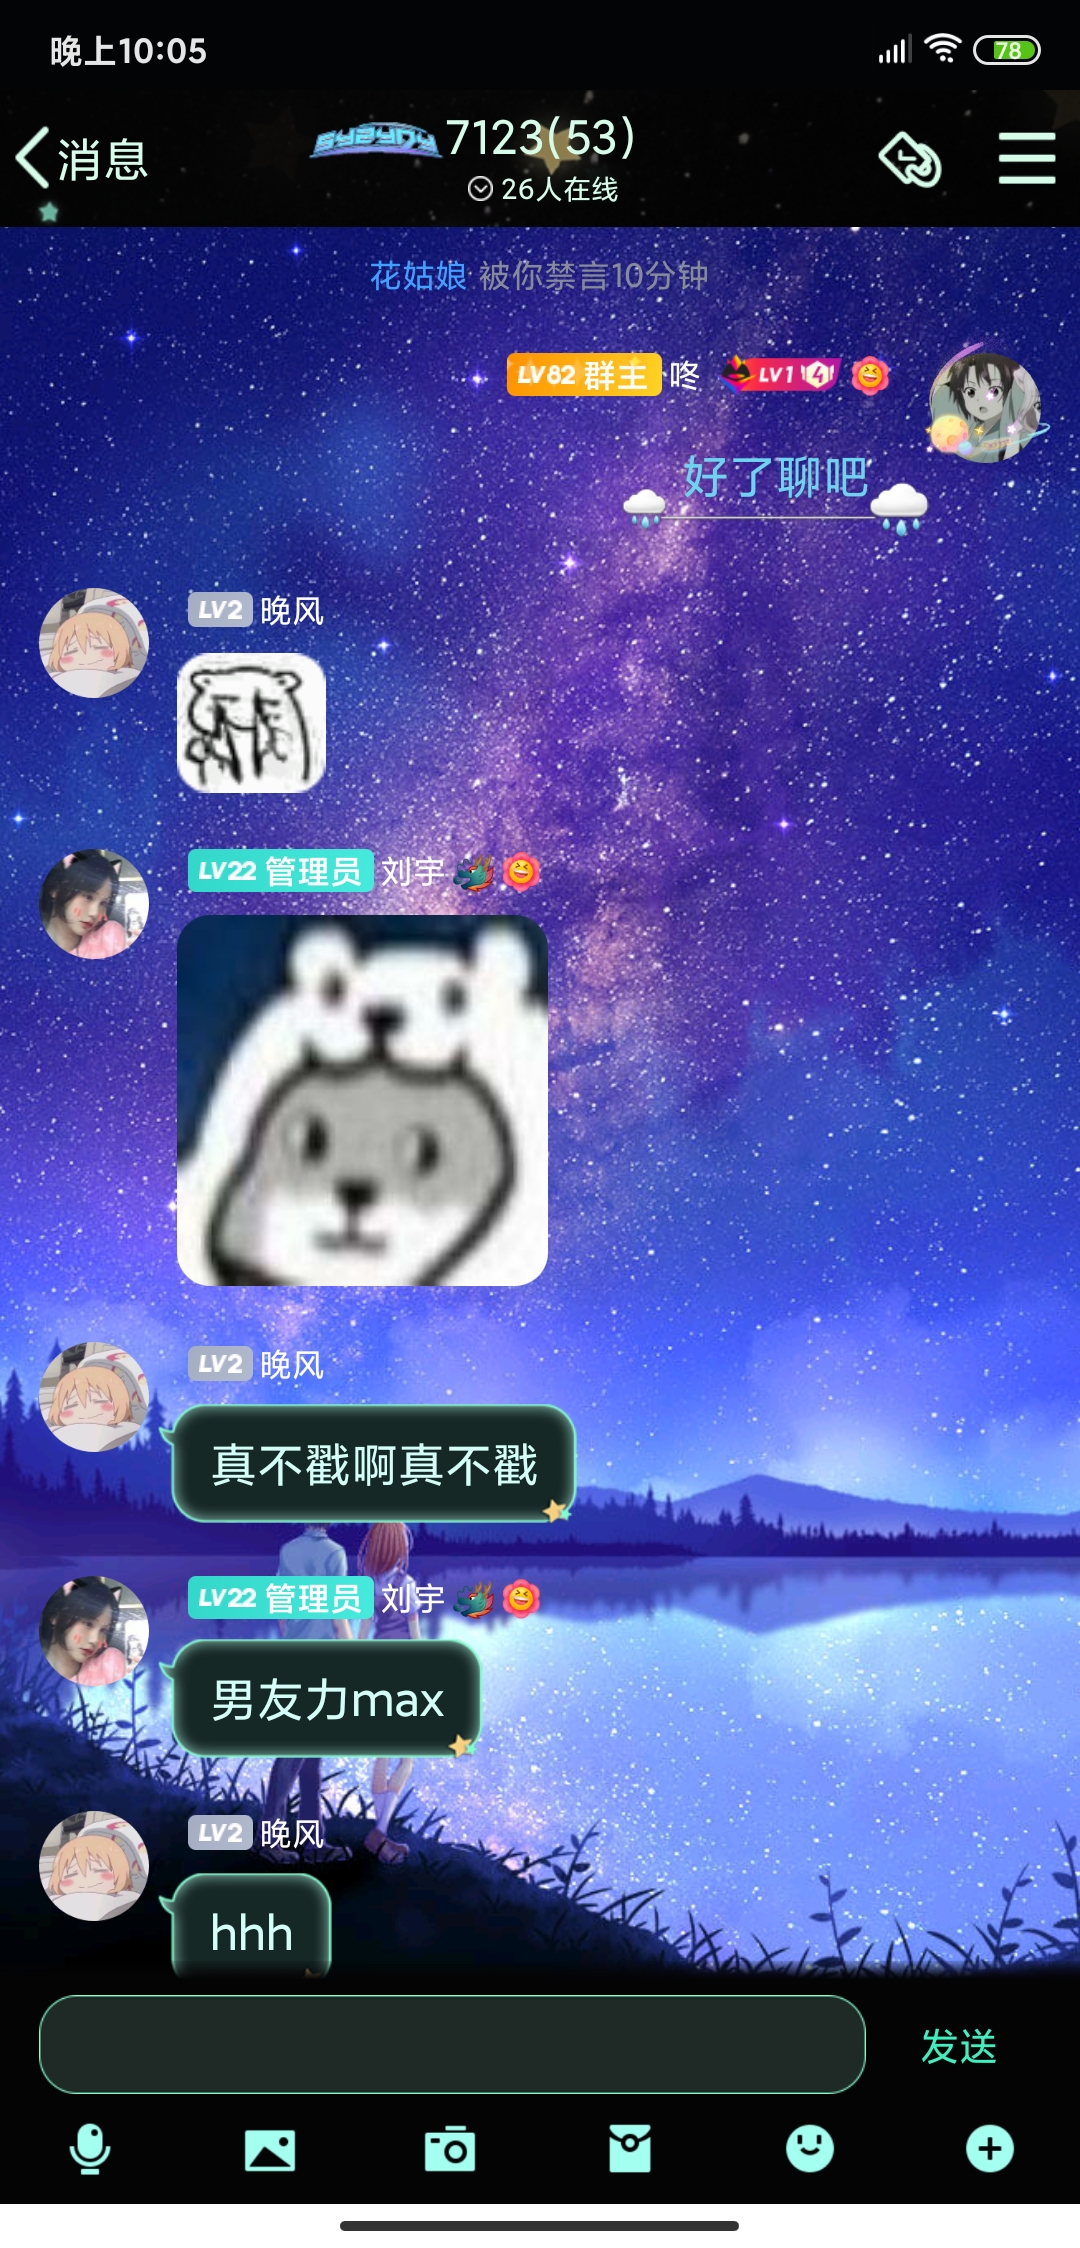 晚上10:05
78
消息
7123(53)
26人在线
花姑娘 被你禁言10分钟
LV82 群主 咚 LV1 4
好了聊吧
LV2 晚风
LV22 管理员 刘宇
LV2 晚风
真不戳啊真不戳
LV22 管理员 刘宇
男友力max
LV2 晚风
hhh
发送